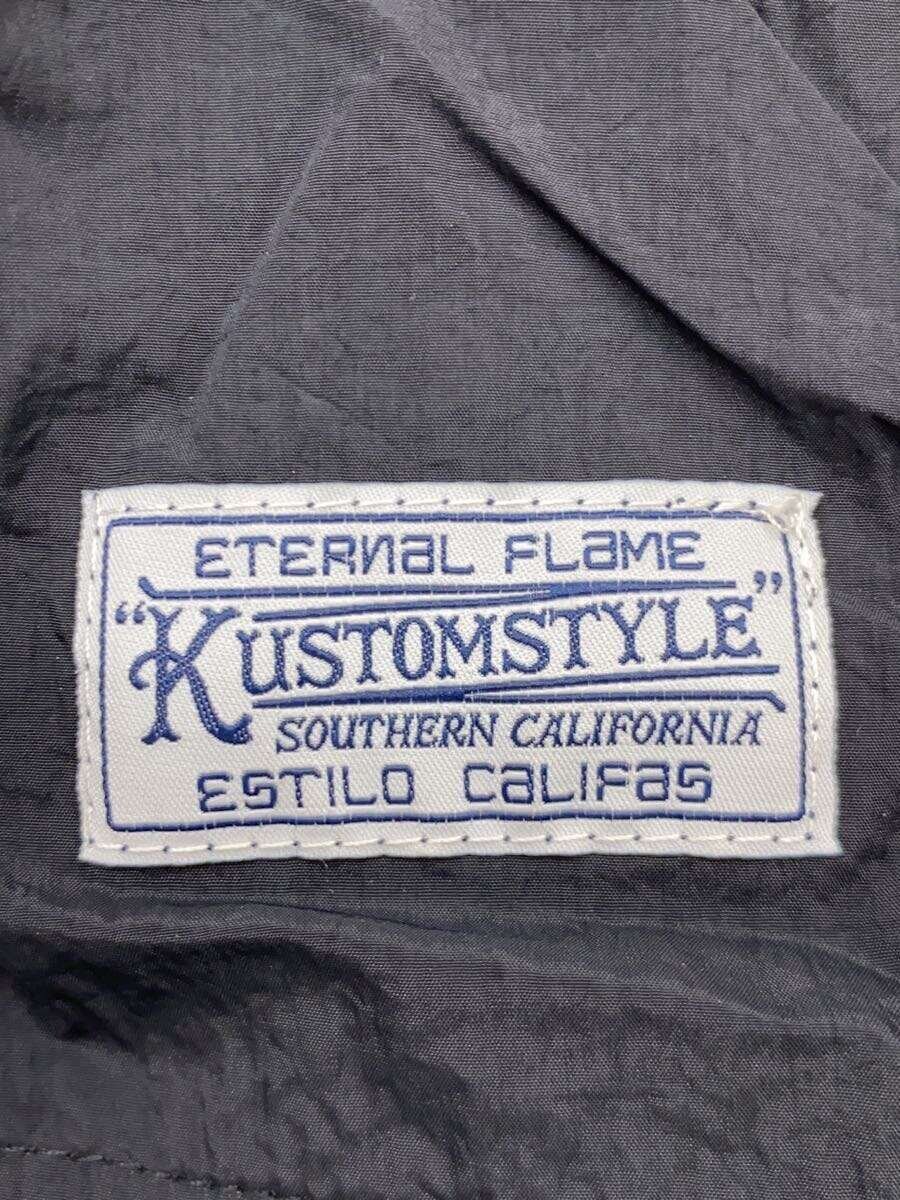 ETERNAL FLAME
"KUSTOMSTYLE"
SOUTHERN CALIFORNIA
ESTILO CALIFAS